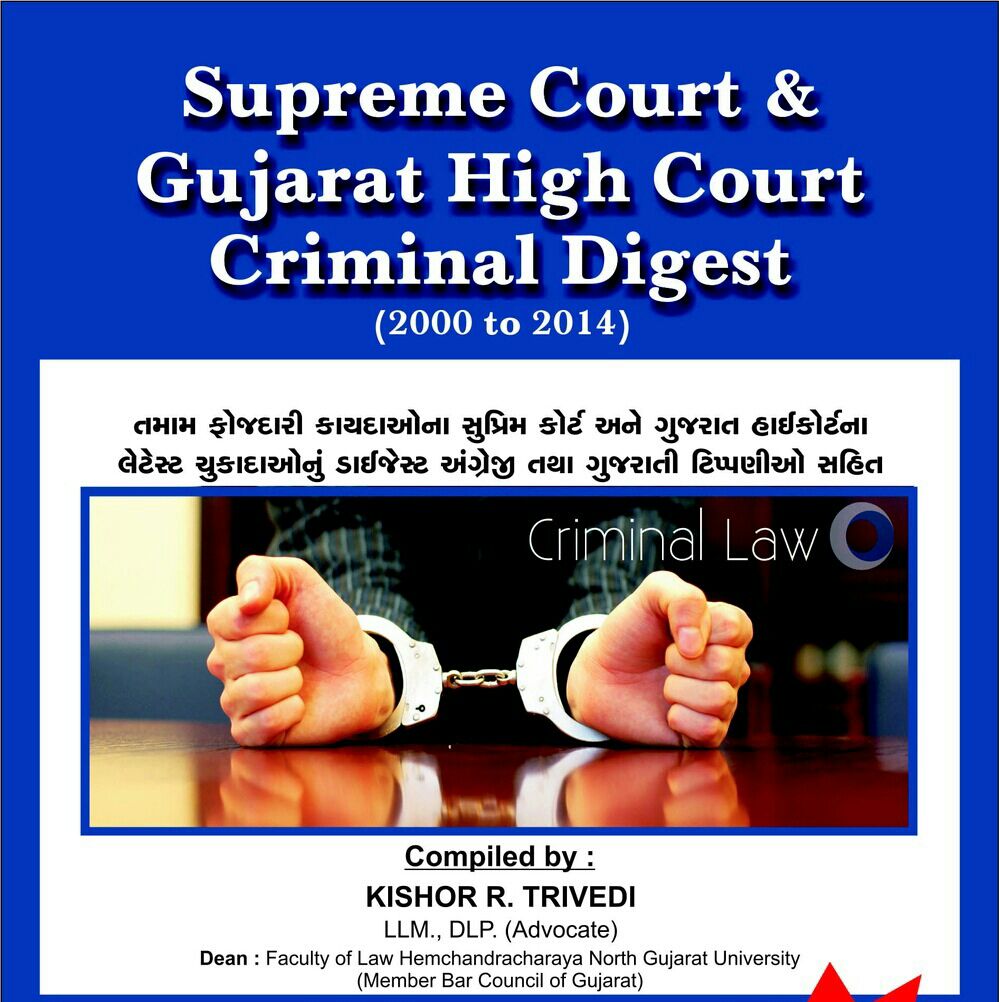 Supreme Court &
Gujarat High Court
Criminal Digest
(2000 to 2014)
તમામ ફોજદારી કાયદાઓના સુપ્રિમ કોર્ટ અને ગુજરાત હાઈકોર્ટના
લેટેસ્ટ ચુકાદાઓનું ડાઈજેસ્ટ અંગ્રેજી તથા ગુજરાતી ટિપ્પણીઓ સહિત
Criminal Law
Compiled by :
KISHOR R. TRIVEDI
LLM., DLP. (Advocate)
Dean : Faculty of Law Hemchandracharaya North Gujarat University
(Member Bar Council of Gujarat)